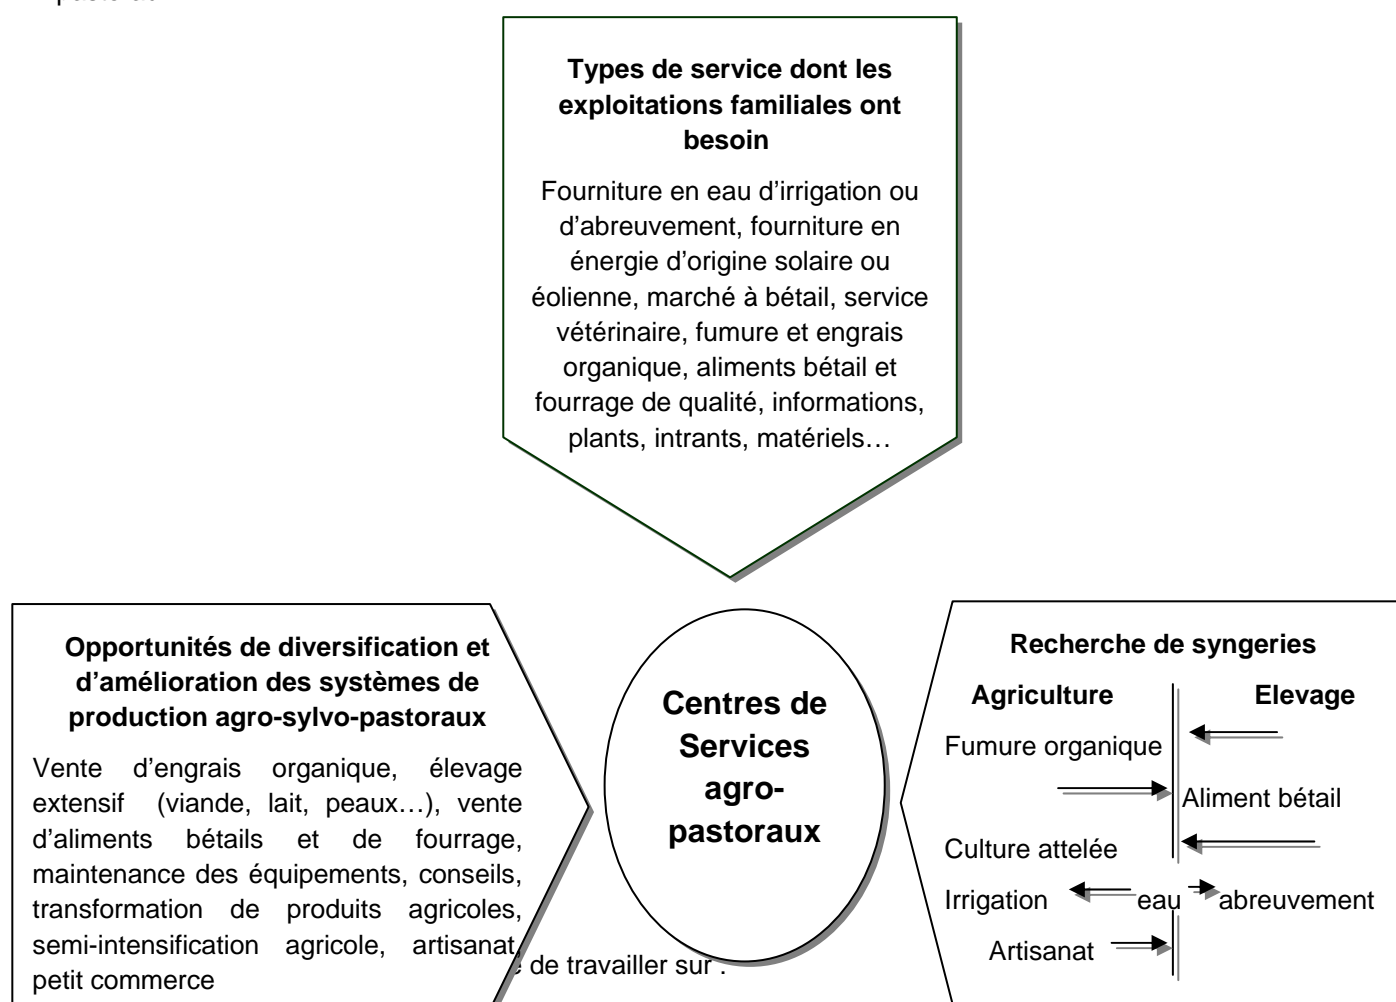 Types de service dont les
exploitations familiales ont
besoin
Fourniture en eau d’irrigation ou
d’abreuvement, fourniture en
énergie d’origine solaire ou
éolienne, marché à bétail, service
vétérinaire, fumure et engrais
organique, aliments bétail et
fourrage de qualité, informations,
plants, intrants, matériels…
Opportunités de diversification et
d’amélioration des systèmes de
production agro-sylvo-pastoraux
Vente d’engrais organique, élevage
extensif (viande, lait, peaux…), vente
d’aliments bétails et de fourrage,
maintenance des équipements, conseils,
transformation de produits agricoles,
semi-intensification agricole, artisanat,
petit commerce
Centres de
Services
agro-
pastoraux
Recherche de syngeries
Agriculture Elevage
Fumure organique
Aliment bétail
Culture attelée
Irrigation eau abreuvement
Artisanat
de travailler sur :